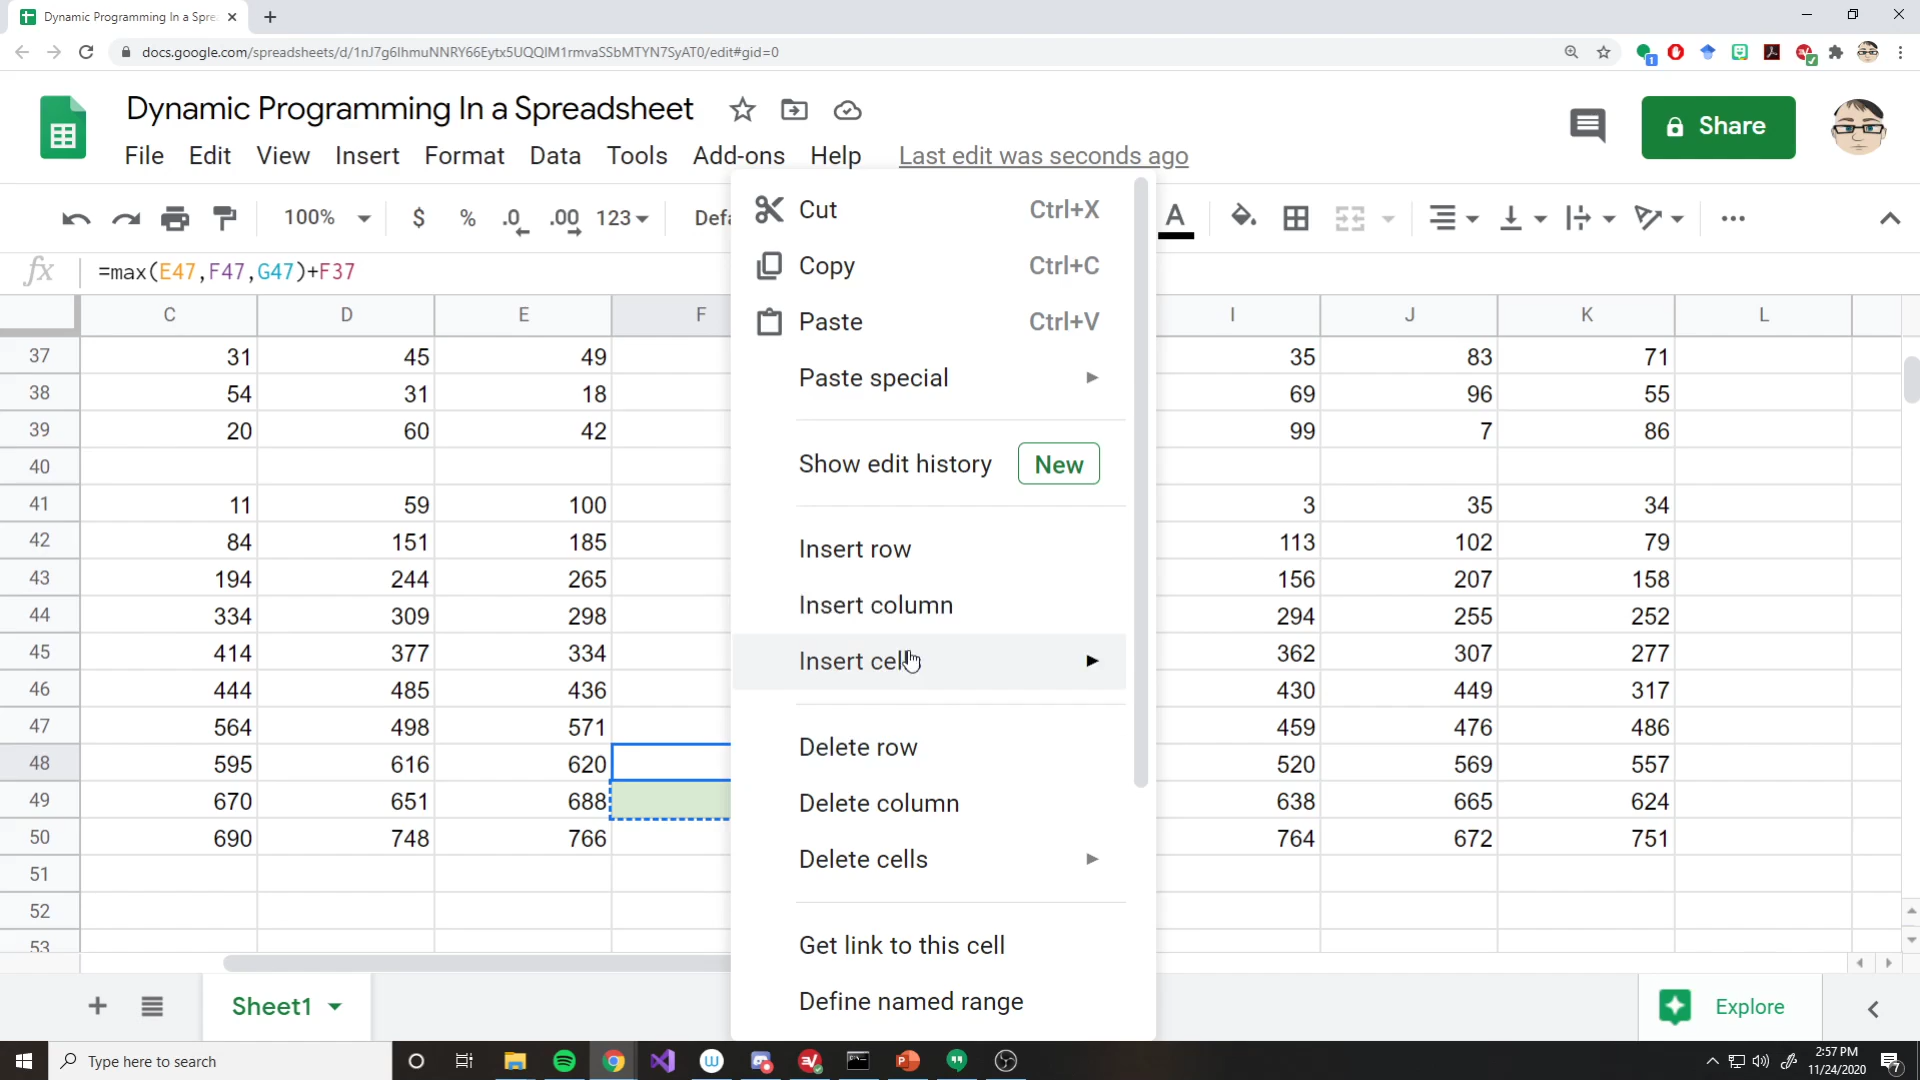 Dynamic Programming In a Spre
docs.google.com/spreadsheets/d/1nJ7g6IhmuNNRY66Eytx5UQQIM1rmvaSSbMTYN7SyAT0/edit#gid=0
1
Dynamic Programming In a Spreadsheet
Share
File Edit View Insert Format Data Tools Add-ons Help Last edit was seconds ago
100% $ % .0 .00 123 Defa A
fx =max(E47,F47,G47)+F37
C D E F I J K L
37 31 45 49 35 83 71
38 54 31 18 69 96 55
39 20 60 42 99 7 86
40
41 11 59 100 3 35 34
42 84 151 185 113 102 79
43 194 244 265 156 207 158
44 334 309 298 294 255 252
45 414 377 334 362 307 277
46 444 485 436 430 449 317
47 564 498 571 459 476 486
48 595 616 620 520 569 557
49 670 651 688 638 665 624
50 690 748 766 764 672 751
51
52
53
Cut Ctrl+X
Copy Ctrl+C
Paste Ctrl+V
Paste special
Show edit history New
Insert row
Insert column
Insert cell
Delete row
Delete column
Delete cells
Get link to this cell
Define named range
Sheet1
Explore
Type here to search
2:57 PM
11/24/2020
7